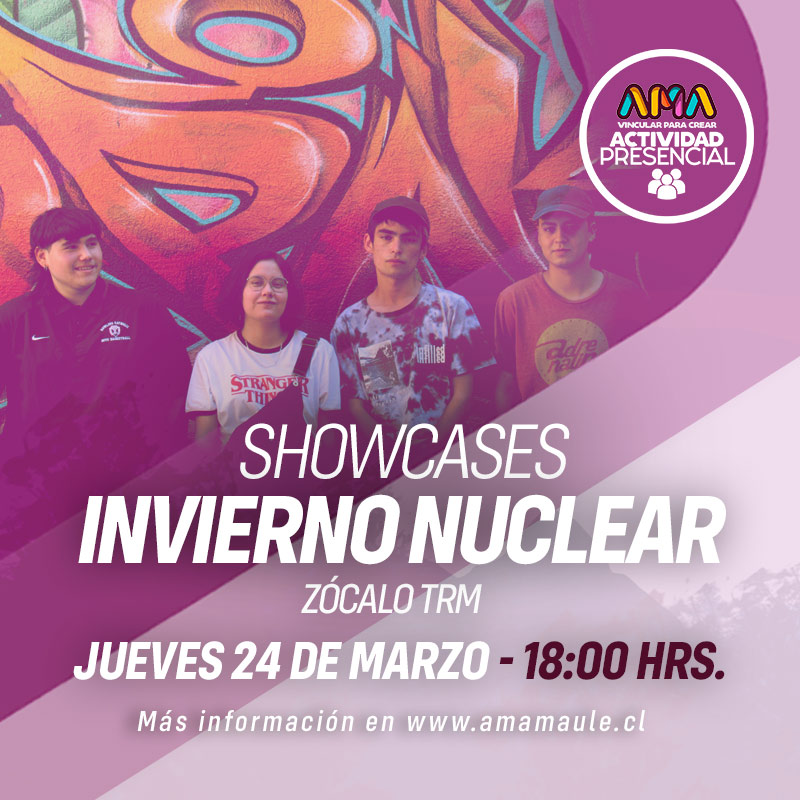 AMA
VINCULAR PARA CREAR
ACTIVIDAD
PRESENCIAL
STRANGER
THINGS
SHOWCASES
INVIERNO NUCLEAR
ZÓCALO TRM
JUEVES 24 DE MARZO - 18:00 HRS.
Más información en www.amamaule.cl